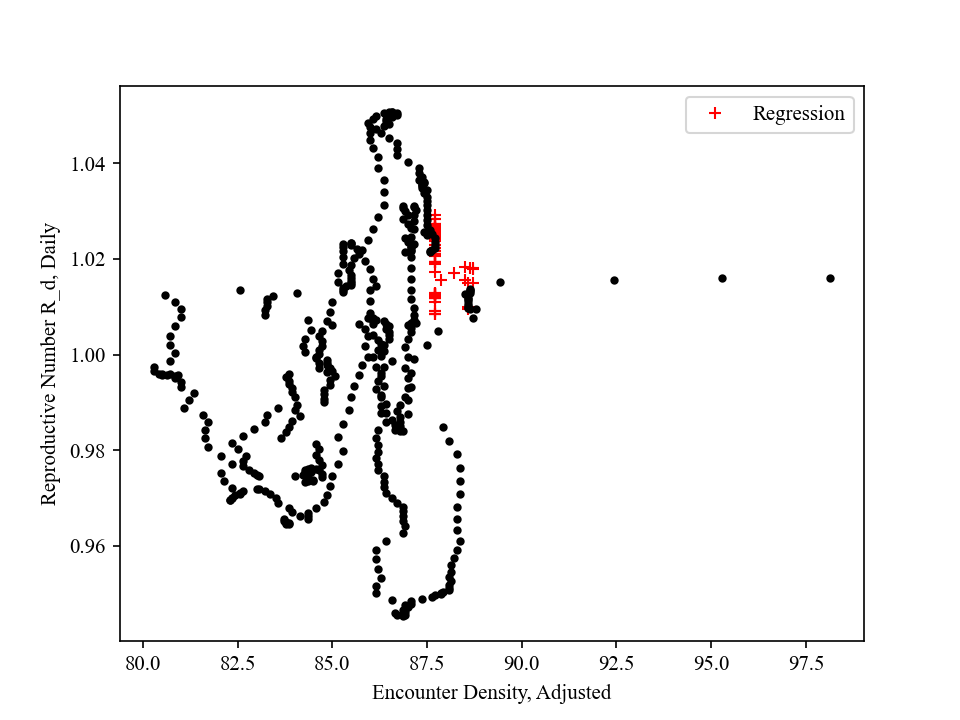 Regression
Reproductive Number R_d, Daily
1.04
1.02
1.00
0.98
0.96
80.0 82.5 85.0 87.5 90.0 92.5 95.0 97.5
Encounter Density, Adjusted